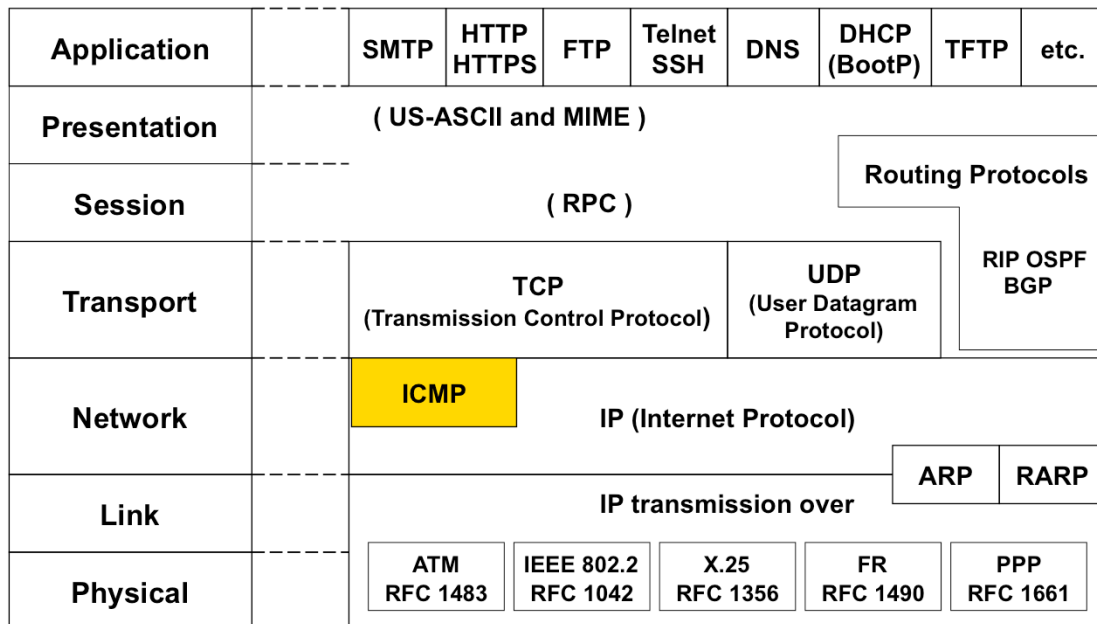 Application
SMTP
HTTP
HTTPS
FTP
Telnet
SSH
DNS
DHCP
(BootP)
TFTP
etc.
Presentation
( US-ASCII and MIME )
Routing Protocols
Session
( RPC )
RIP OSPF
BGP
Transport
TCP
(Transmission Control Protocol)
UDP
(User Datagram
Protocol)
Network
ICMP
IP (Internet Protocol)
ARP
RARP
Link
IP transmission over
Physical
ATM
RFC 1483
IEEE 802.2
RFC 1042
X.25
RFC 1356
FR
RFC 1490
PPP
RFC 1661